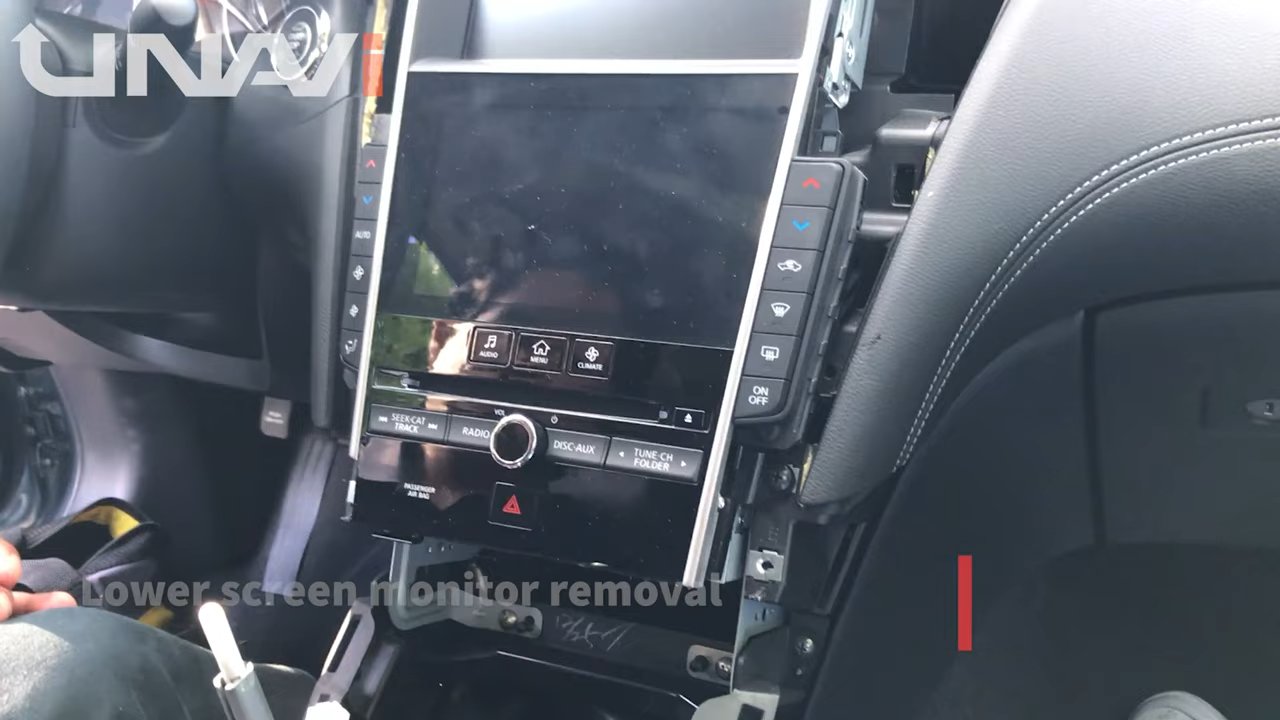 UNAVi
AUTO
AUDIO
MENU
CLIMATE
ON
OFF
SEEK·CAT
TRACK
RADIO
VOL
DISC·AUX
TUNE·CH
FOLDER
PASSENGER
AIR BAG
Lower screen monitor removal